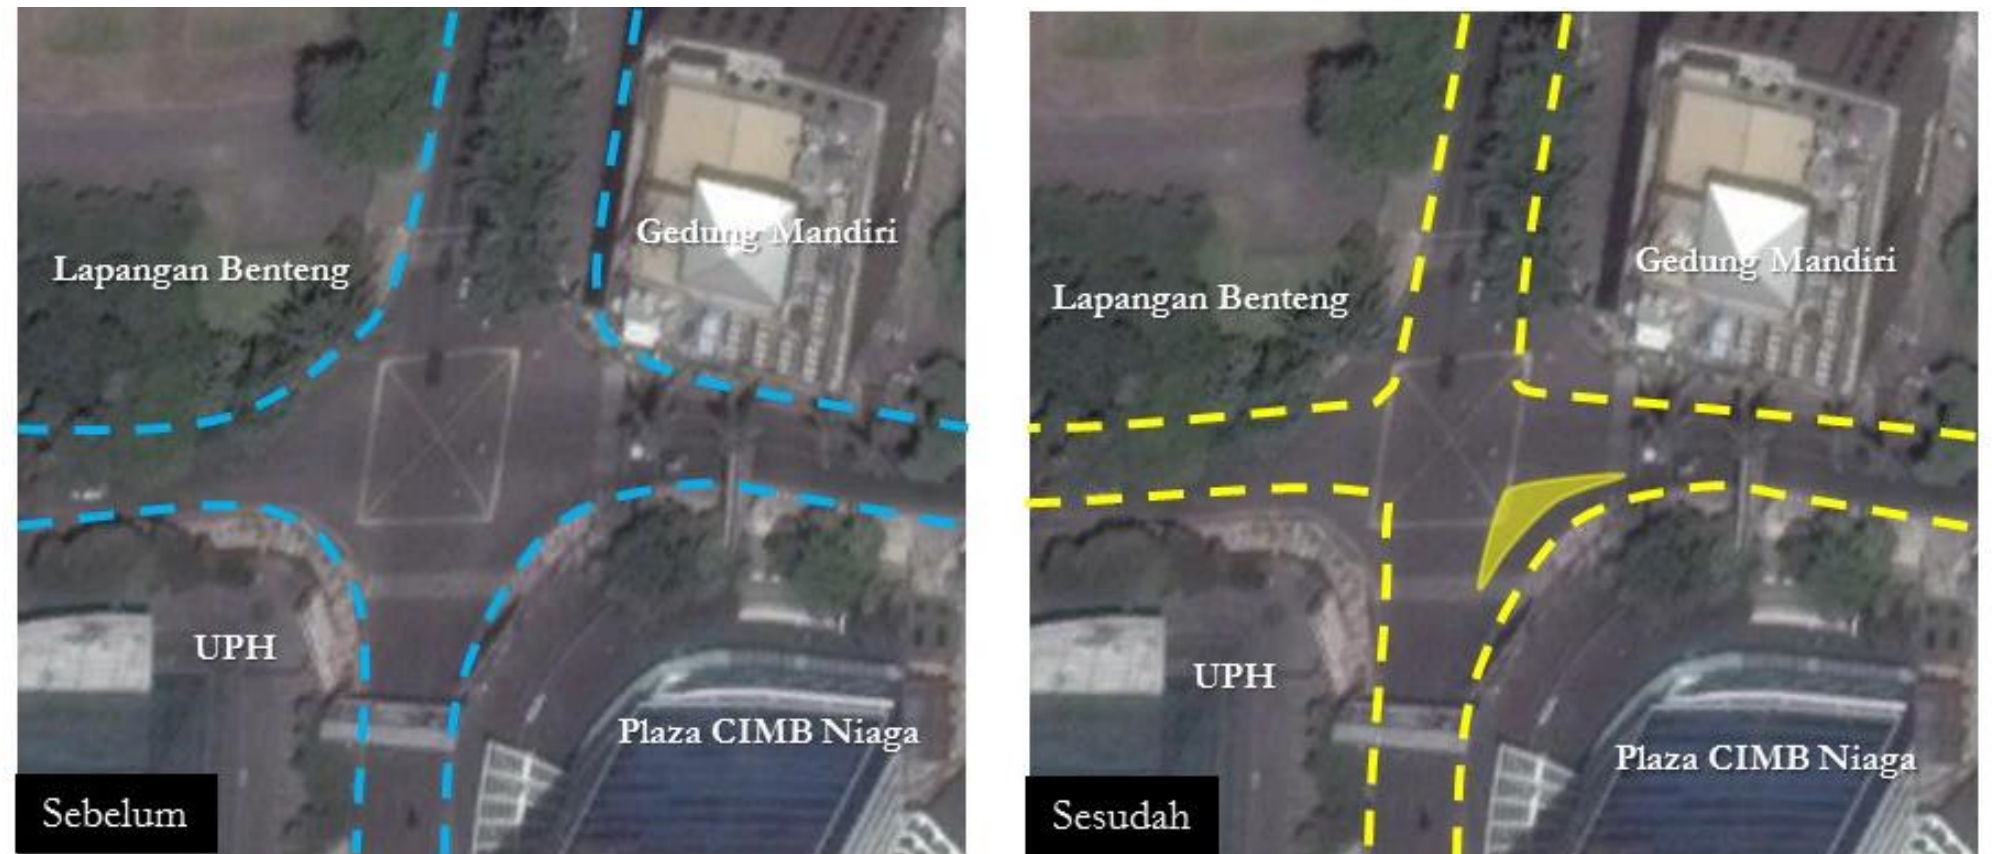 Gedung Mandiri
Lapangan Benteng
UPH
Plaza CIMB Niaga
Sebelum
Gedung Mandiri
Lapangan Benteng
UPH
Plaza CIMB Niaga
Sesudah